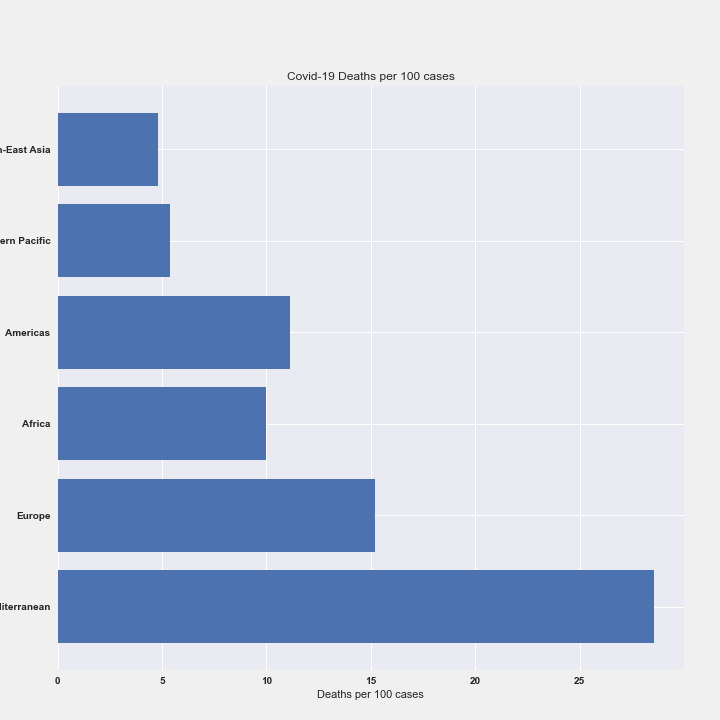 Covid-19 Deaths per 100 cases
-East Asia
ern Pacific
Americas
Africa
Europe
literranean
0 5 10 15 20 25
Deaths per 100 cases